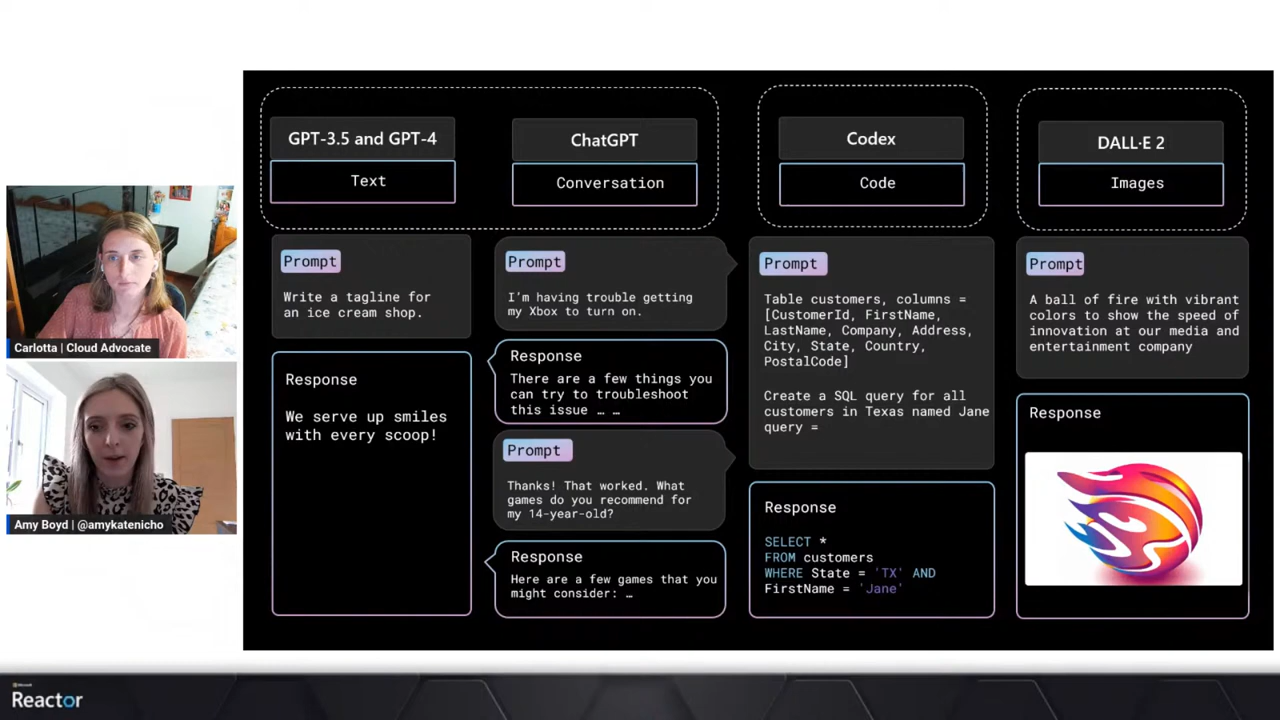 GPT-3.5 and GPT-4
Text
Prompt
Write a tagline for
an ice cream shop.
Response
We serve up smiles
with every scoop!
ChatGPT
Conversation
Prompt
I'm having trouble getting
my Xbox to turn on.
Response
There are a few things you
can try to troubleshoot
this issue … …
Prompt
Thanks! That worked. What
games do you recommend for
my 14-year-old?
Response
Here are a few games that you
might consider: …
Codex
Code
Prompt
Table customers, columns =
[CustomerId, FirstName,
LastName, Company, Address,
City, State, Country,
PostalCode]
Create a SQL query for all
customers in Texas named Jane
query =
Response
SELECT *
FROM customers
WHERE State = 'TX' AND
FirstName = 'Jane'
DALL·E 2
Images
Prompt
A ball of fire with vibrant
colors to show the speed of
innovation at our media and
entertainment company
Response
Carlotta | Cloud Advocate
Amy Boyd | @amykatenicho
Microsoft
Reactor